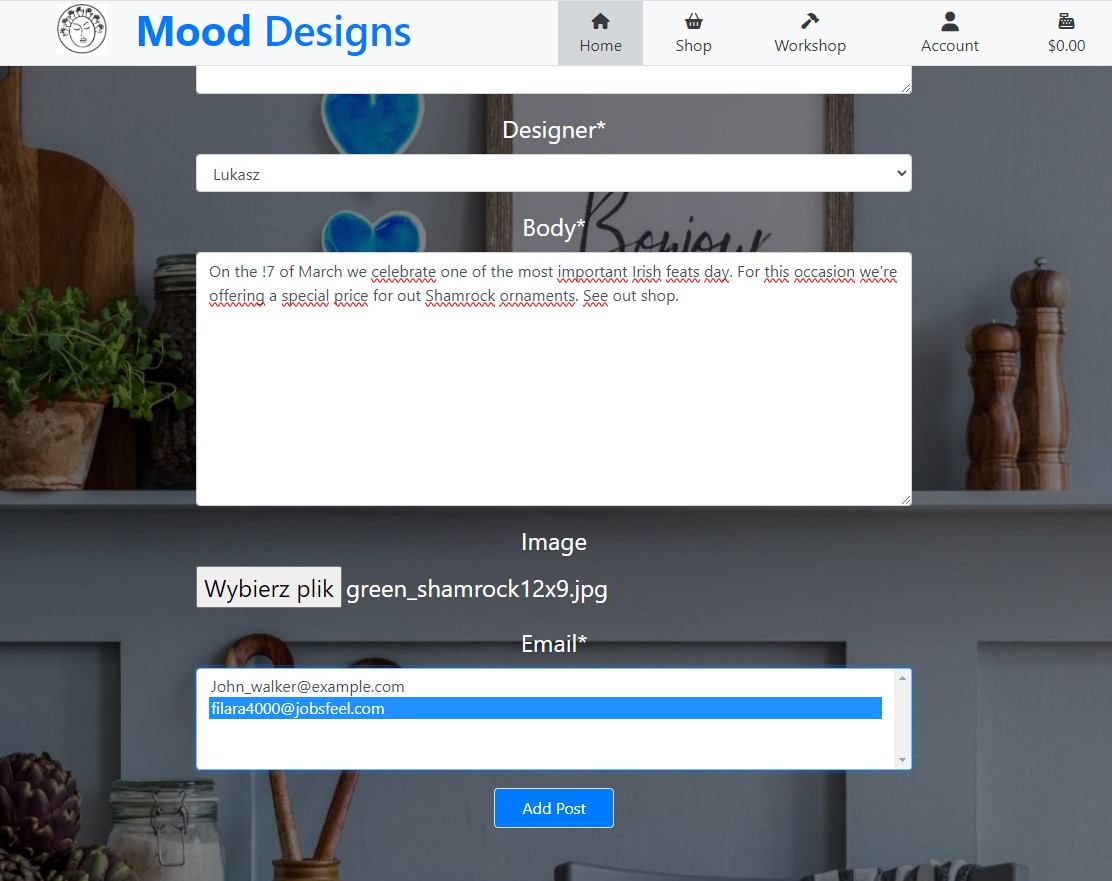 Mood Designs
Home
Shop
Workshop
Account
$0.00
Designer*
Lukasz
Bonjour
Body*
On the !7 of March we celebrate one of the most important Irish feats day. For this occasion we're
offering a special price for out Shamrock ornaments. See out shop.
Image
Wybierz plik green_shamrock12x9.jpg
Email*
John_walker@example.com
filara4000@jobsfeel.com
Add Post